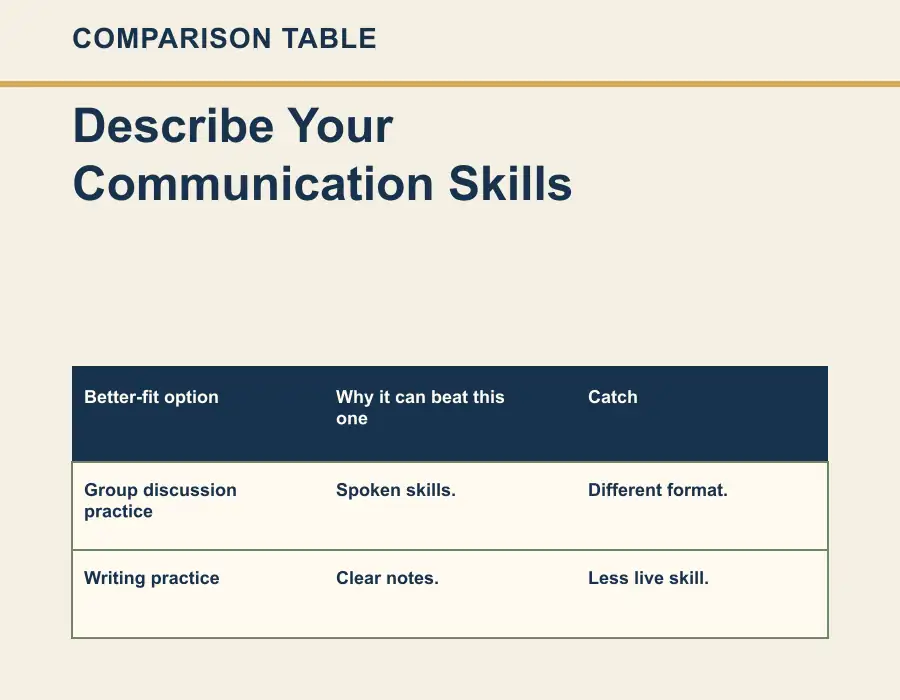 COMPARISON TABLE
Describe Your
Communication Skills
Better-fit option
Why it can beat this
one
Catch
Group discussion
practice
Spoken skills.
Different format.
Writing practice
Clear notes.
Less live skill.